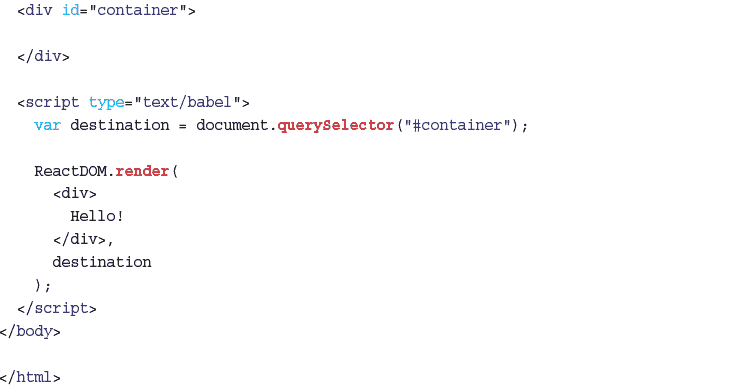 <div id="container">

</div>

<script type="text/babel">
var destination = document.querySelector("#container");

ReactDOM.render(
<div>
Hello!
</div>,
destination
);
</script>
</body>

</html>